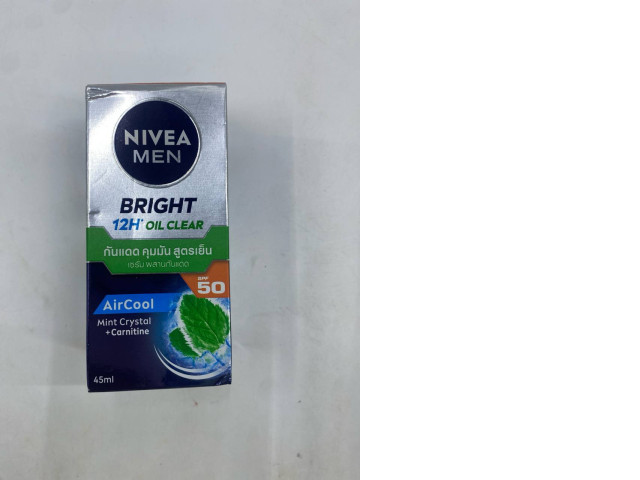 NIVEA
MEN
BRIGHT
12H* OIL CLEAR
กันแดด คุมมัน สูตรเย็น
เซรั่ม ผสานกันแดด
SPF
50
AirCool
Mint Crystal
+Carnitine
45ml